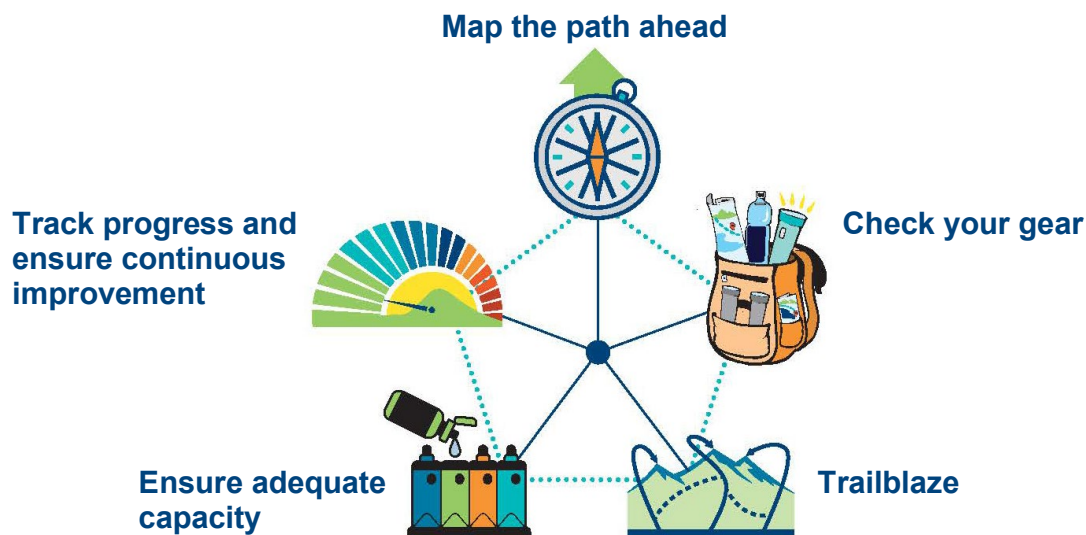 Map the path ahead
Check your gear
Track progress and
ensure continuous
improvement
Ensure adequate
capacity
Trailblaze